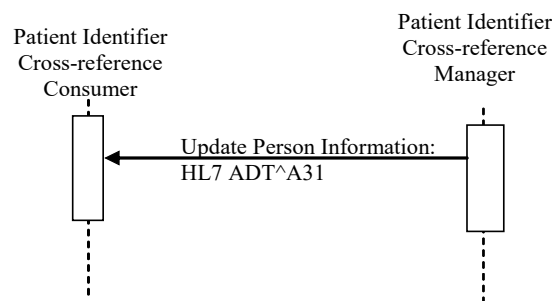 Patient Identifier
Cross-reference
Consumer
Patient Identifier
Cross-reference
Manager
Update Person Information:
HL7 ADT^A31